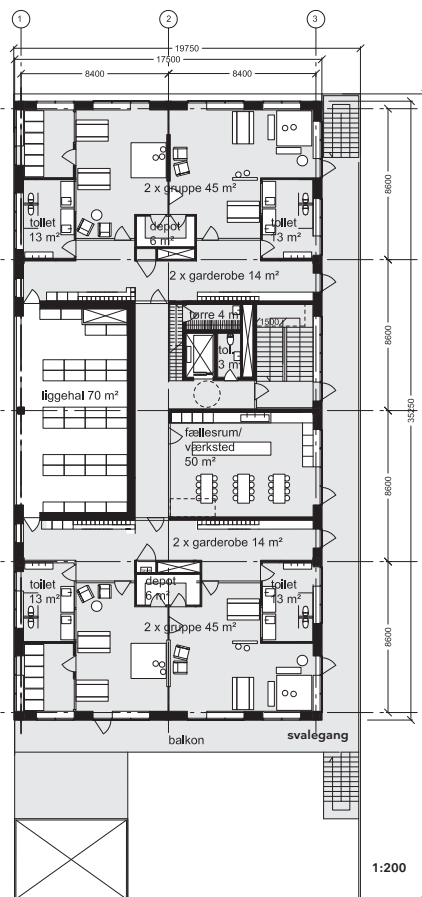 1
2
3
19750
17500
8400
8400
2 x gruppe 45 m²
toilet
13 m²
depot
6 m²
toilet
13 m²
8600
2 x garderobe 14 m²
tørre 4 m²
1500
tol.
3 m²
8600
liggehal 70 m²
35250
fællesrum/
værksted
50 m²
8600
2 x garderobe 14 m²
toilet
13 m²
depot
6 m²
toilet
13 m²
2 x gruppe 45 m²
8600
balkon
svalegang
1:200